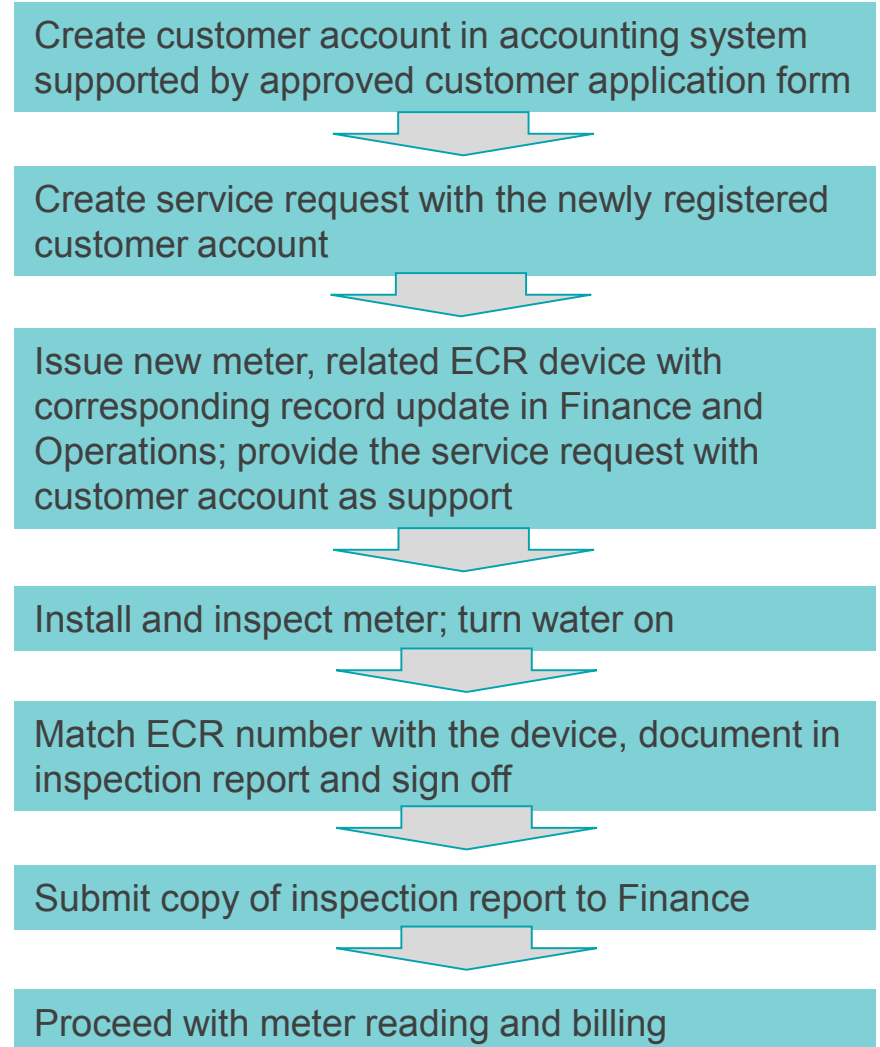 Create customer account in accounting system
supported by approved customer application form
Create service request with the newly registered
customer account
Issue new meter, related ECR device with
corresponding record update in Finance and
Operations; provide the service request with
customer account as support
Install and inspect meter; turn water on
Match ECR number with the device, document in
inspection report and sign off
Submit copy of inspection report to Finance
Proceed with meter reading and billing